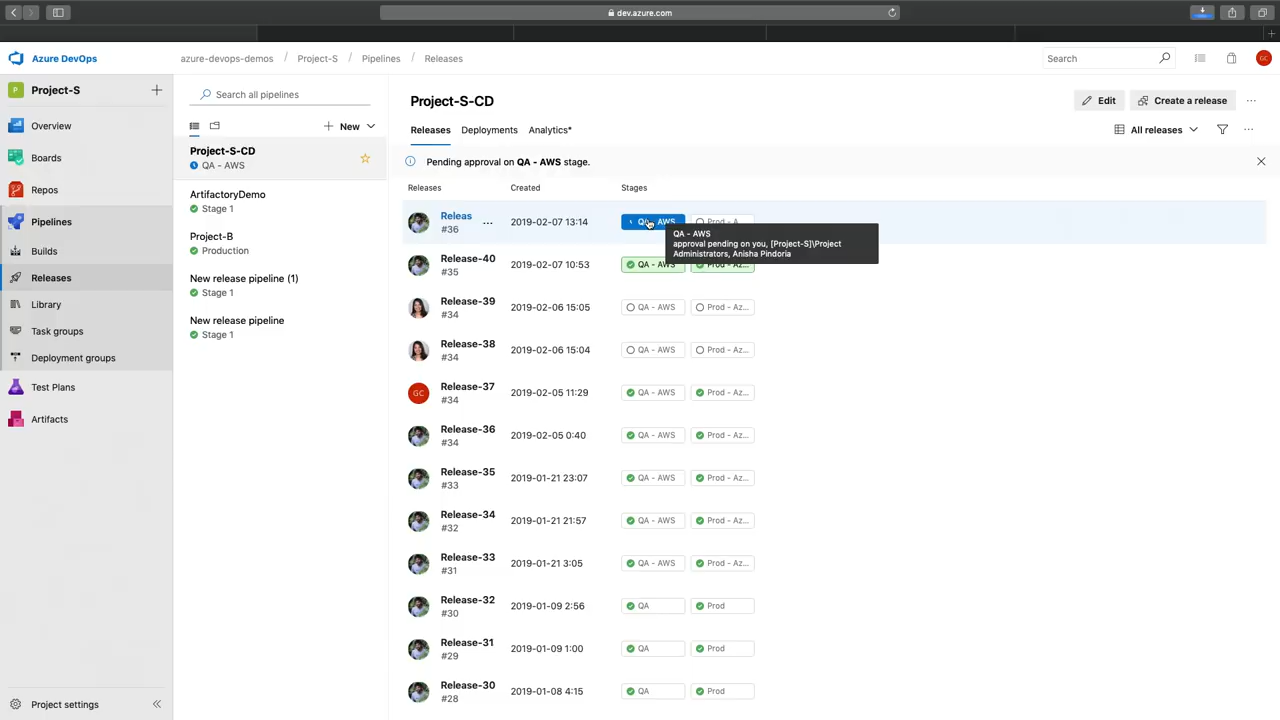 dev.azure.com
Azure DevOps
azure-devops-demos / Project-S / Pipelines / Releases
Search
GC
Project-S
Overview
Boards
Repos
Pipelines
Builds
Releases
Library
Task groups
Deployment groups
Test Plans
Artifacts
Project settings
Search all pipelines
New
Project-S-CD
QA - AWS
ArtifactoryDemo
Stage 1
Project-B
Production
New release pipeline (1)
Stage 1
New release pipeline
Stage 1
Project-S-CD
Edit
Create a release
Releases Deployments Analytics*
All releases
Pending approval on QA - AWS stage.
Releases Created Stages
Releas
#36
2019-02-07 13:14
QA - AWS
Prod - A
QA - AWS
approval pending on you, [Project-S]\Project
Administrators, Anisha Pindoria
Release-40
#35
2019-02-07 10:53
QA - AWS
Prod - Az...
Release-39
#34
2019-02-06 15:05
QA - AWS
Prod - Az...
Release-38
#34
2019-02-06 15:04
QA - AWS
Prod - Az...
GC
Release-37
#34
2019-02-05 11:29
QA - AWS
Prod - Az...
Release-36
#34
2019-02-05 0:40
QA - AWS
Prod - Az...
Release-35
#33
2019-01-21 23:07
QA - AWS
Prod - Az...
Release-34
#32
2019-01-21 21:57
QA - AWS
Prod - Az...
Release-33
#31
2019-01-21 3:05
QA - AWS
Prod - Az...
Release-32
#30
2019-01-09 2:56
QA
Prod
Release-31
#29
2019-01-09 1:00
QA
Prod
Release-30
#28
2019-01-08 4:15
QA
Prod